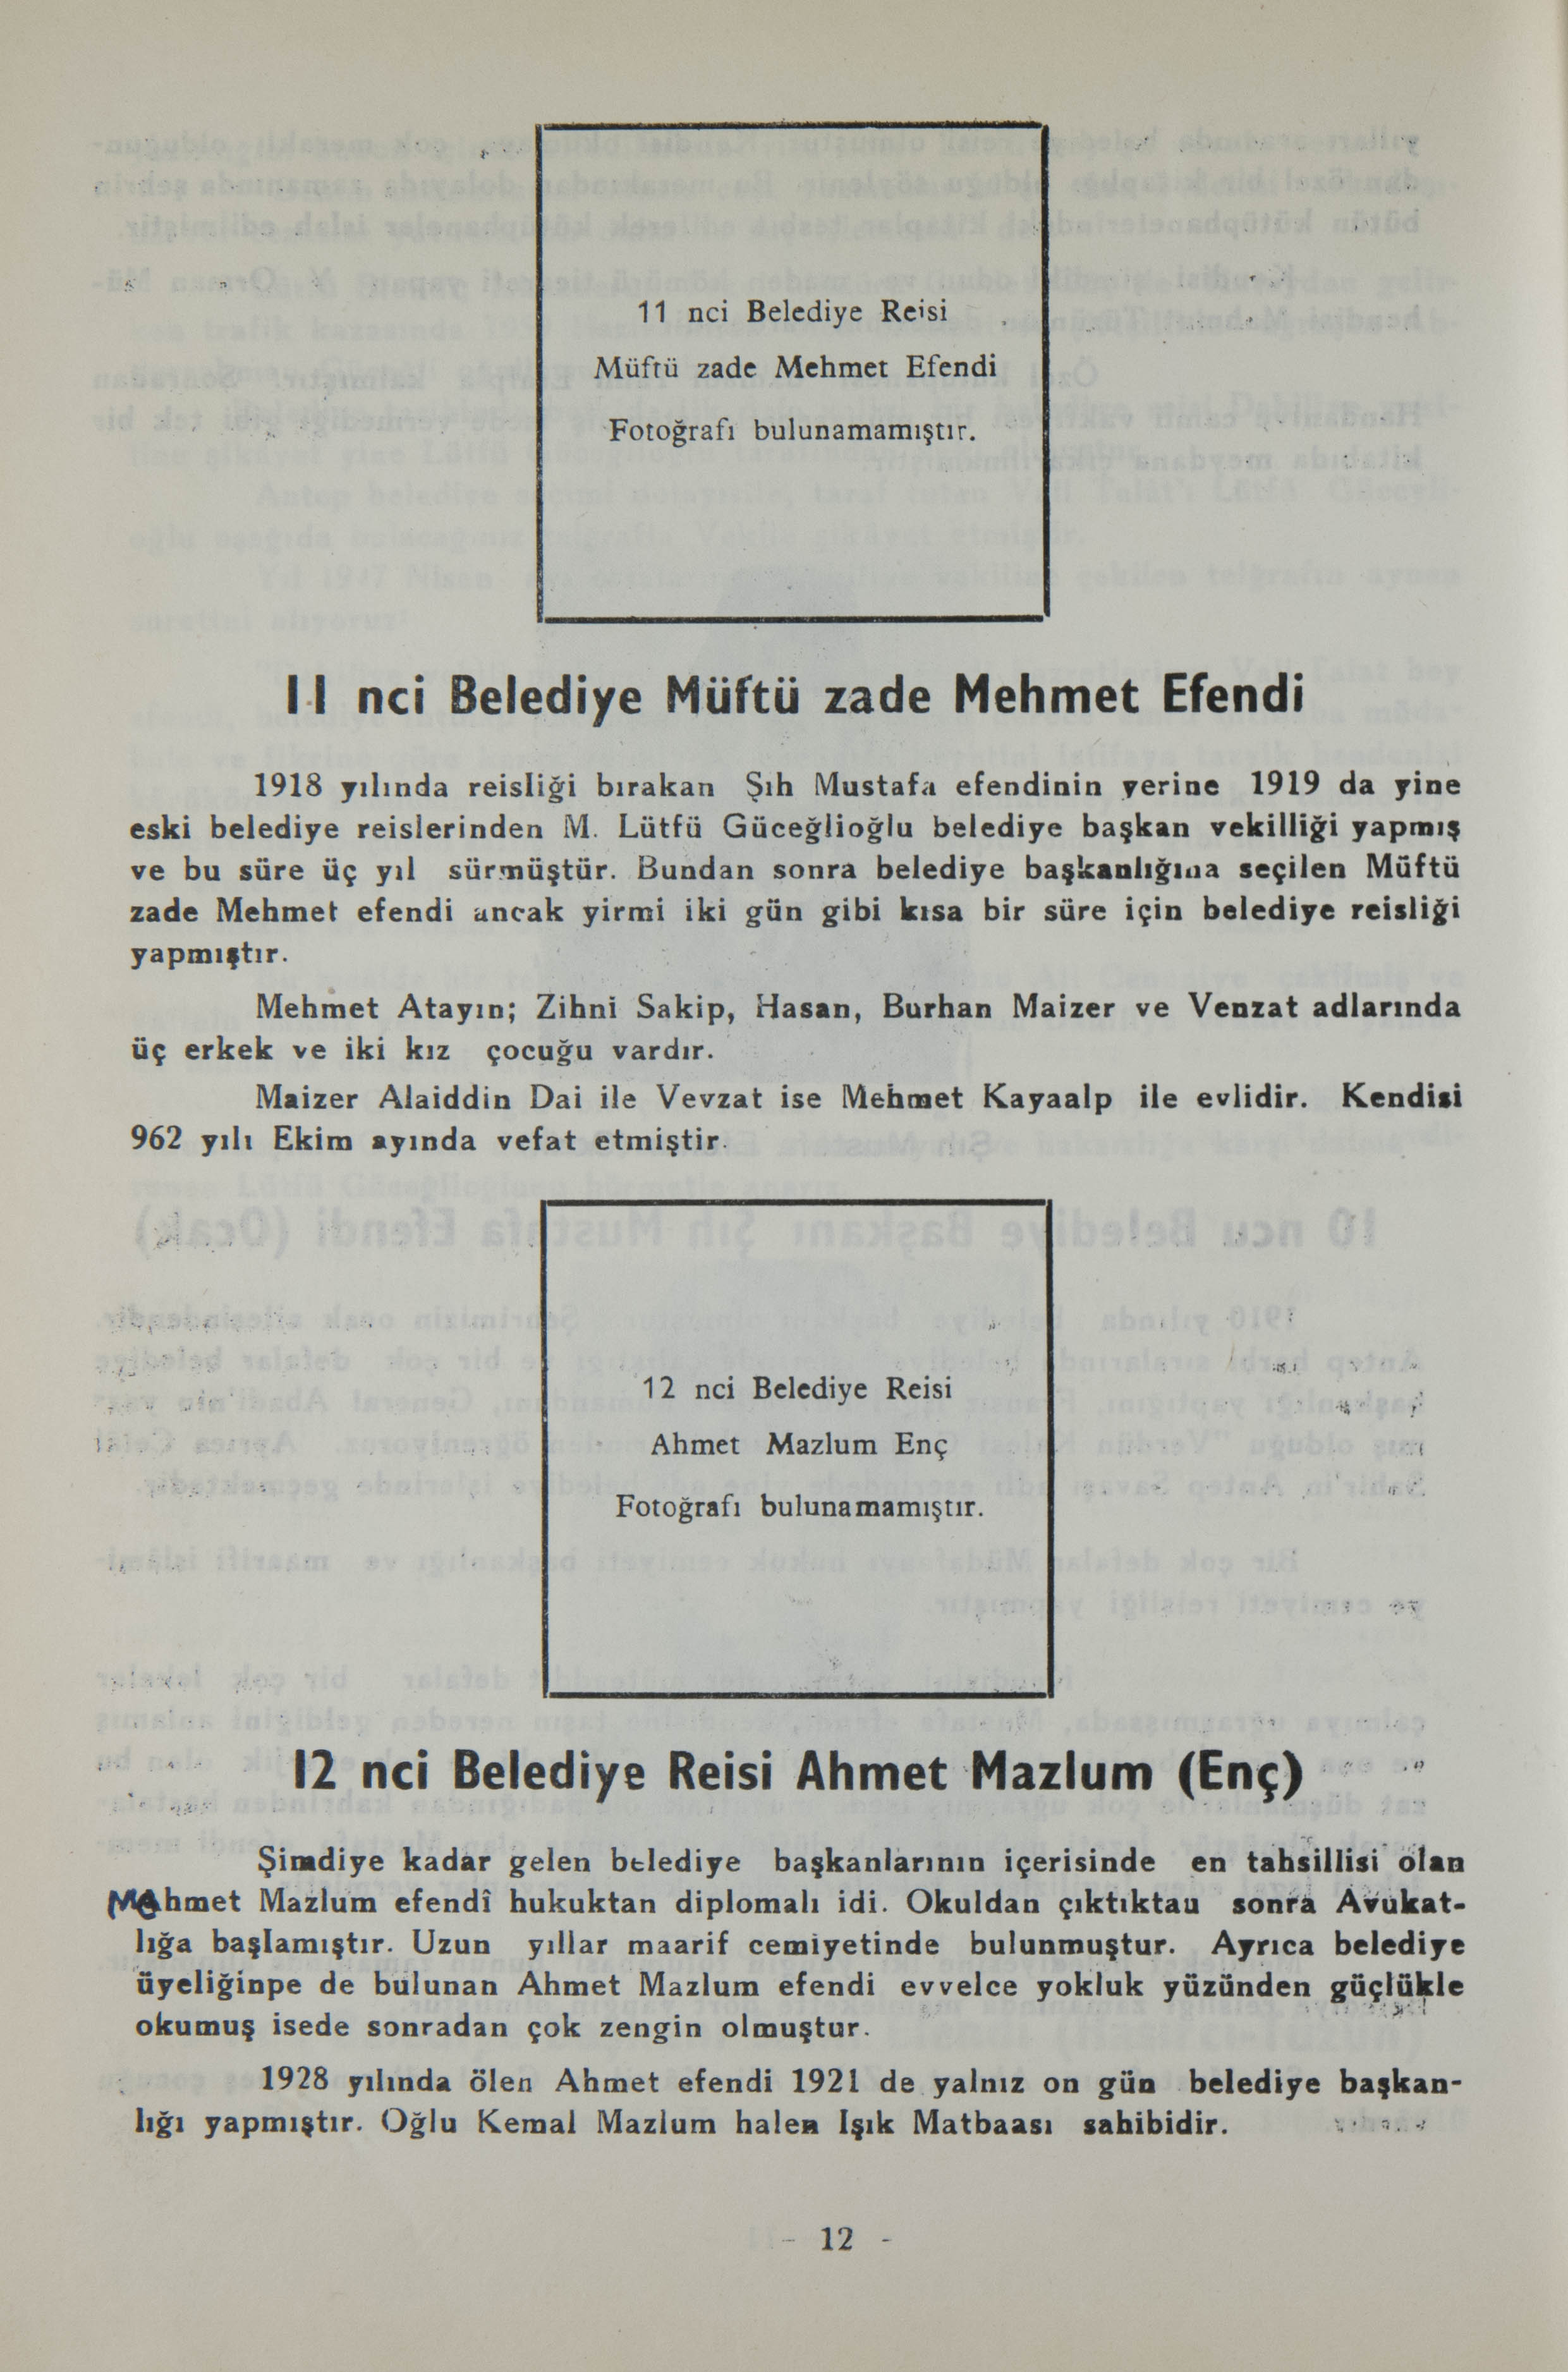 11 nci Belediye Reisi
Müftü zade Mehmet Efendi
Fotoğrafı bulunamamıştır.
11 nci Belediye Müftü zade Mehmet Efendi
1918 yılında reisliği bırakan Şıh Mustafa efendinin yerine 1919 da yine
eski belediye reislerinden M. Lütfü Güceğlioğlu belediye başkan vekilliği yapmış
ve bu süre üç yıl sürmüştür. Bundan sonra belediye başkanlığına seçilen Müftü
zade Mehmet efendi ancak yirmi iki gün gibi kısa bir süre için belediye reisliği
yapmıştır.
Mehmet Atayın; Zihni Sakip, Hasan, Burhan Maizer ve Venzat adlarında
üç erkek ve iki kız çocuğu vardır.
Maizer Alaiddin Dai ile Vevzat ise Mehmet Kayaalp ile evlidir. Kendisi
962 yılı Ekim ayında vefat etmiştir.
12 nci Belediye Reisi
Ahmet Mazlum Enç
Fotoğrafı bulunamamıştır.
12 nci Belediye Reisi Ahmet Mazlum (Enç)
Şimdiye kadar gelen belediye başkanlarının içerisinde en tahsillisi olan
Ahmet Mazlum efendî hukuktan diplomalı idi. Okuldan çıktıktau sonra Avukat-
lığa başlamıştır. Uzun yıllar maarif cemiyetinde bulunmuştur. Ayrıca belediye
üyeliğinpe de bulunan Ahmet Mazlum efendi evvelce yokluk yüzünden güçlükle
okumuş isede sonradan çok zengin olmuştur.
1928 yılında ölen Ahmet efendi 1921 de yalnız on gün belediye başkan-
lığı yapmıştır. Oğlu Kemal Mazlum halen Işık Matbaası sahibidir.
- 12 -